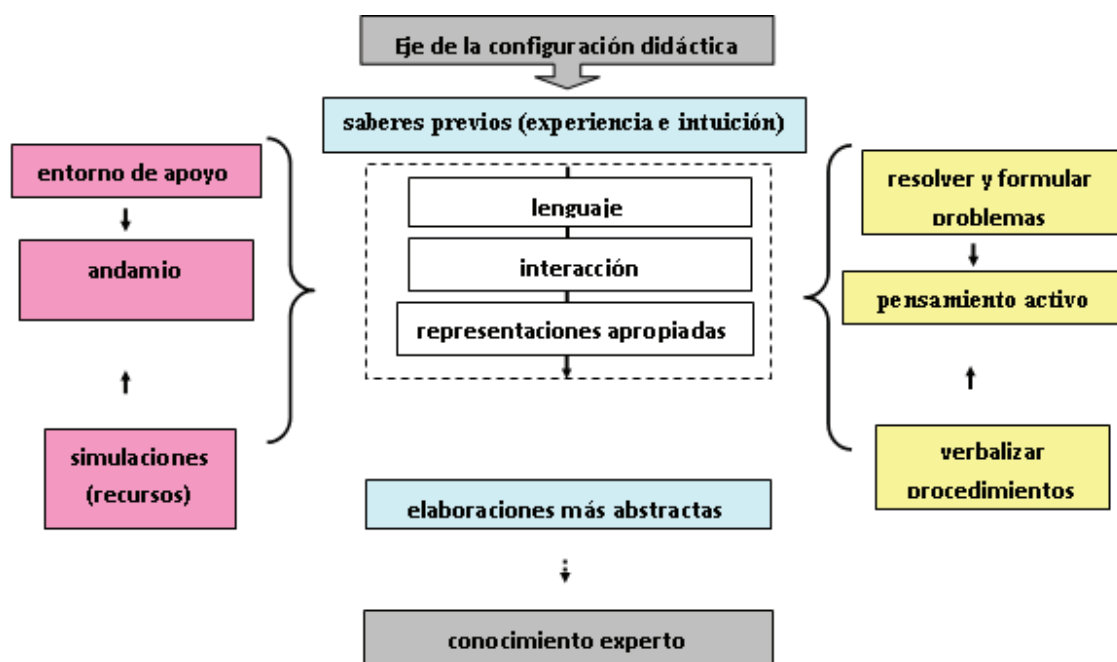 Eje de la configuración didáctica
saberes previos (experiencia e intuición)
entorno de apoyo
andamio
simulaciones
(recursos)
lenguaje
interacción
representaciones apropiadas
resolver y formular
problemas
pensamiento activo
verbalizar
procedimientos
elaboraciones más abstractas
conocimiento experto